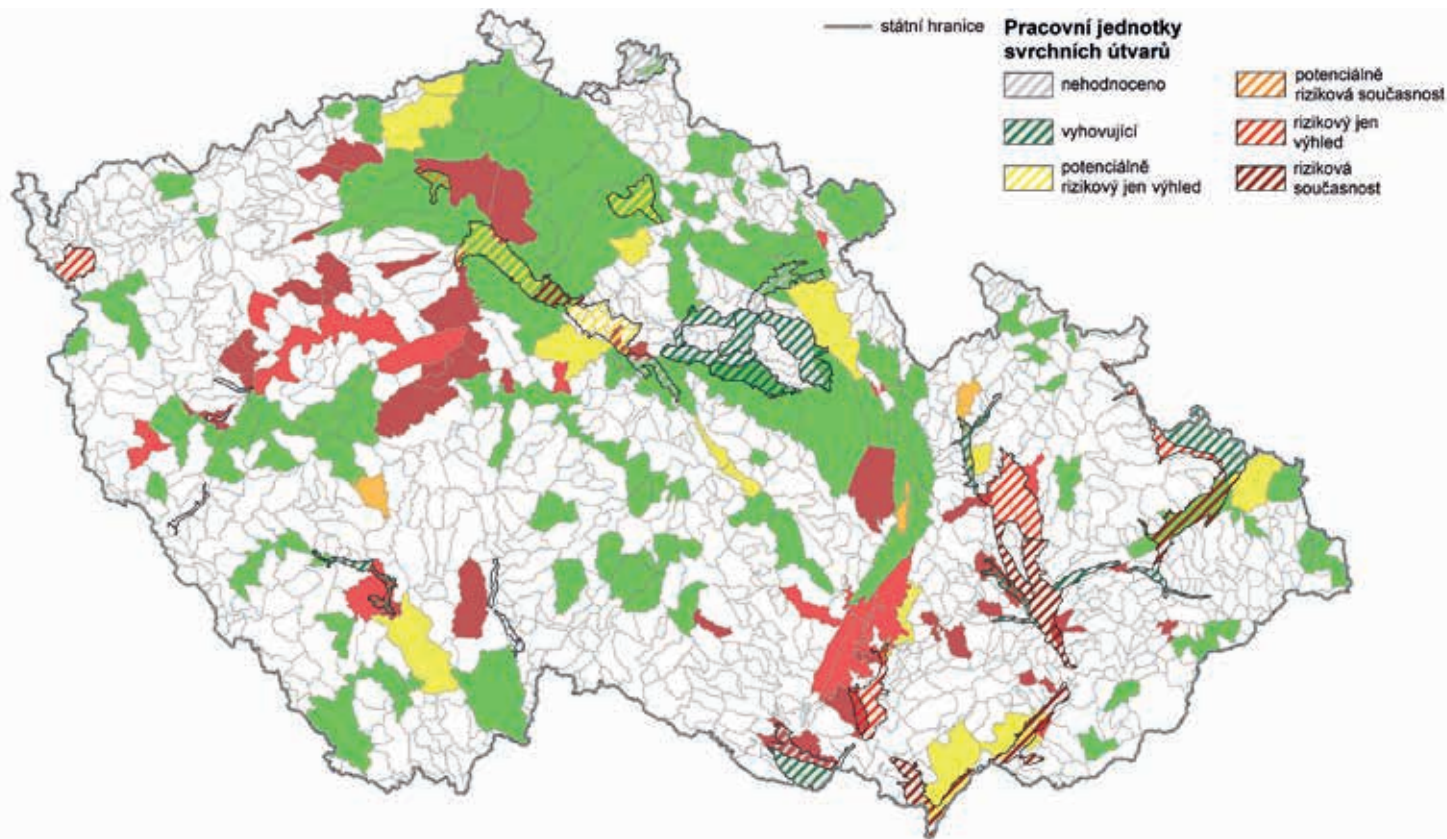 státní hranice
Pracovní jednotky
svrchních útvarů
nehodnoceno
vyhovující
potenciálně
rizikový jen výhled
potenciálně
riziková současnost
rizikový jen
výhled
riziková
současnost